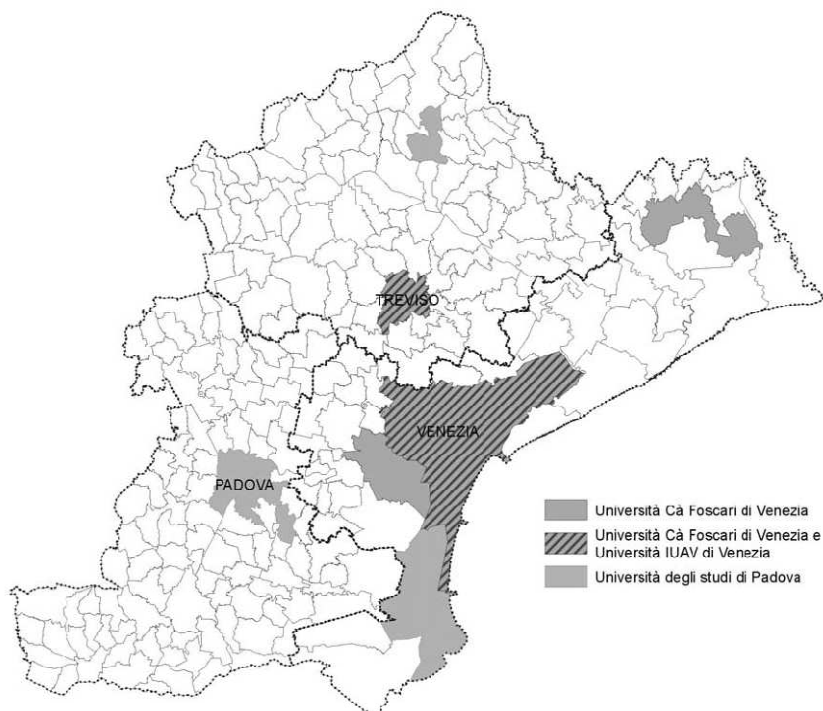 TREVISO
VENEZIA
PADOVA
Università Cà Foscari di Venezia
Università Cà Foscari di Venezia e
Università IUAV di Venezia
Università degli studi di Padova